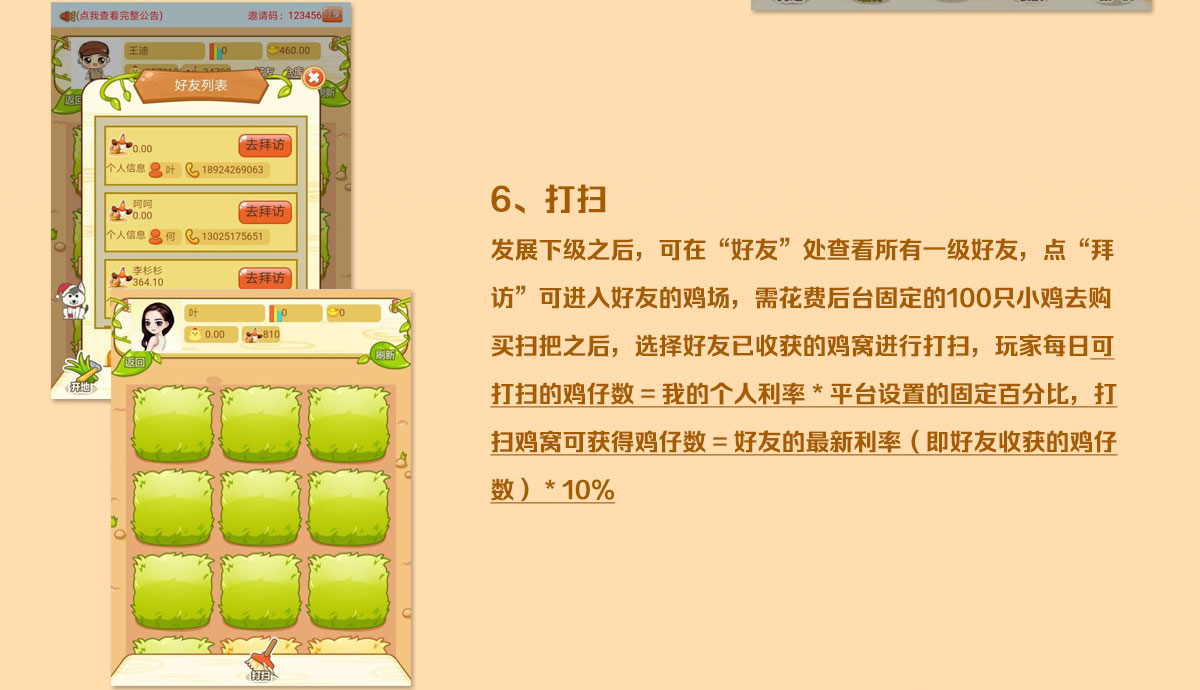 (点我查看完整公告)
邀请码：123456
王迪
0
460.00
好友
返回
刷新
好友列表
0.00
去拜访
个人信息
叶
18924269063
呵呵
0.00
去拜访
个人信息
何
13025175651
李杉杉
364.10
去拜访
开地
叶
0
0
0.00
810
返回
刷新
打扫
6、打扫
发展下级之后，可在“好友”处查看所有一级好友，点“拜
访”可进入好友的鸡场，需花费后台固定的100只小鸡去购
买扫把之后，选择好友已收获的鸡窝进行打扫，玩家每日可
打扫的鸡仔数 = 我的个人利率 * 平台设置的固定百分比，打
扫鸡窝可获得鸡仔数 = 好友的最新利率（即好友收获的鸡仔
数） * 10%